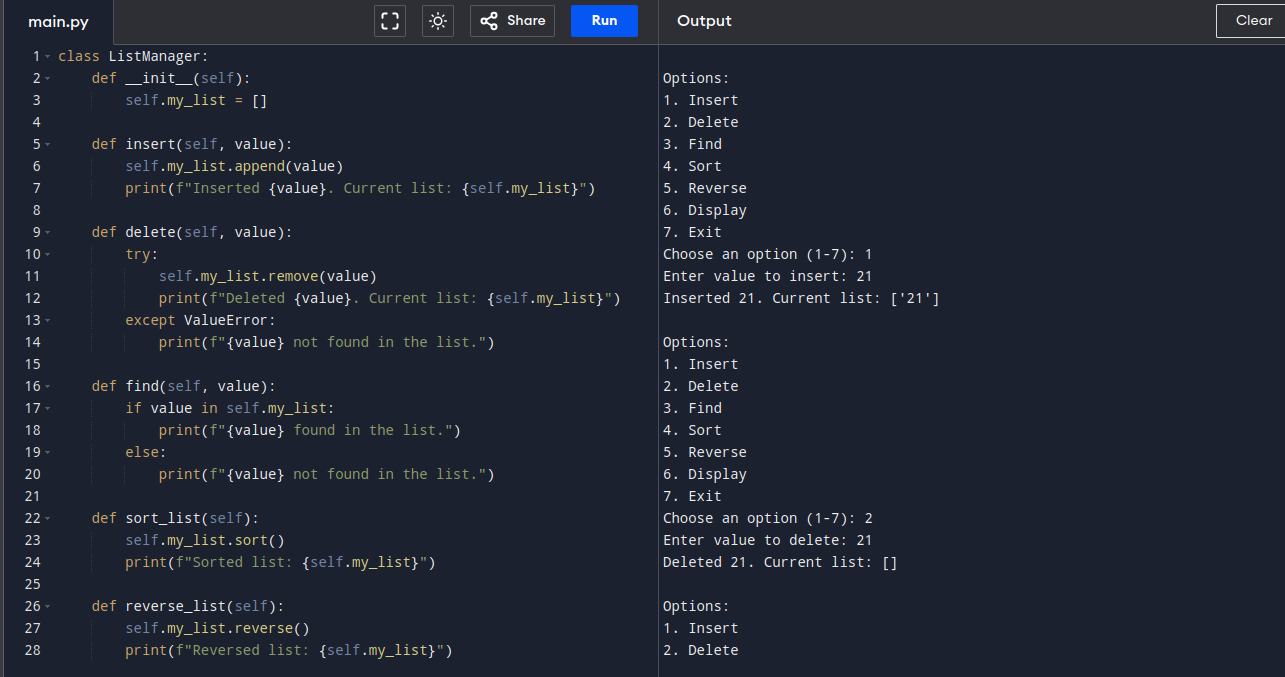 main.py
Share
Run
Output
Clear
1 class ListManager:
2     def __init__(self):
3         self.my_list = []
4
5     def insert(self, value):
6         self.my_list.append(value)
7         print(f"Inserted {value}. Current list: {self.my_list}")
8
9     def delete(self, value):
10         try:
11             self.my_list.remove(value)
12             print(f"Deleted {value}. Current list: {self.my_list}")
13         except ValueError:
14             print(f"{value} not found in the list.")
15
16     def find(self, value):
17         if value in self.my_list:
18             print(f"{value} found in the list.")
19         else:
20             print(f"{value} not found in the list.")
21
22     def sort_list(self):
23         self.my_list.sort()
24         print(f"Sorted list: {self.my_list}")
25
26     def reverse_list(self):
27         self.my_list.reverse()
28         print(f"Reversed list: {self.my_list}")
Options:
1. Insert
2. Delete
3. Find
4. Sort
5. Reverse
6. Display
7. Exit
Choose an option (1-7): 1
Enter value to insert: 21
Inserted 21. Current list: ['21']
Options:
1. Insert
2. Delete
3. Find
4. Sort
5. Reverse
6. Display
7. Exit
Choose an option (1-7): 2
Enter value to delete: 21
Deleted 21. Current list: []
Options:
1. Insert
2. Delete